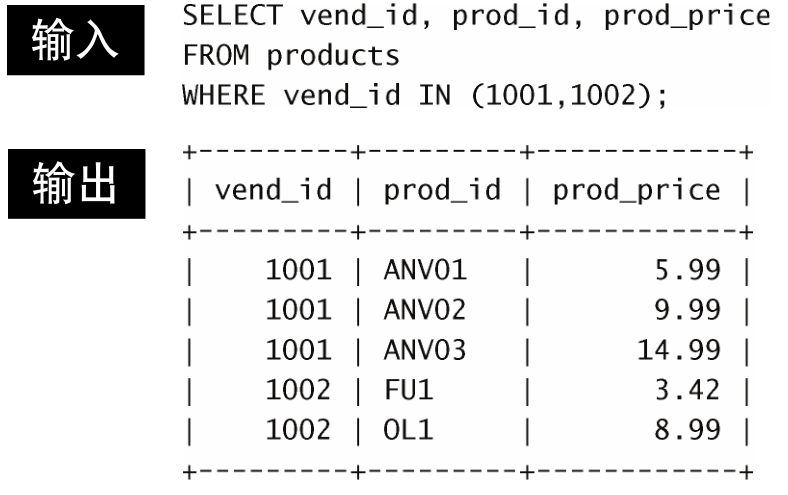 输入
SELECT vend_id, prod_id, prod_price
FROM products
WHERE vend_id IN (1001,1002);
输出
+---------+---------+------------+
| vend_id | prod_id | prod_price |
+---------+---------+------------+
|    1001 | ANV01   |       5.99 |
|    1001 | ANV02   |       9.99 |
|    1001 | ANV03   |      14.99 |
|    1002 | FU1     |       3.42 |
|    1002 | OL1     |       8.99 |
+---------+---------+------------+